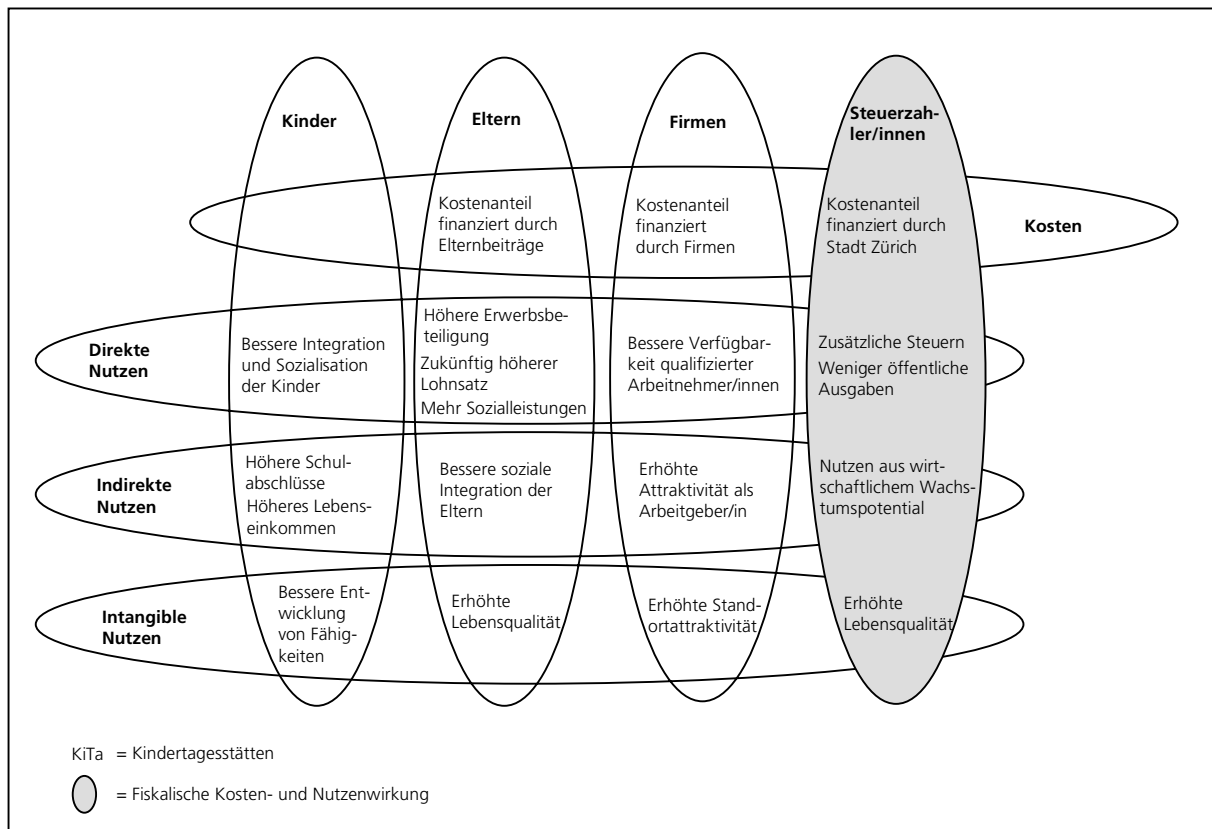 Kinder
Eltern
Firmen
Steuerzah-
ler/innen
Kostenanteil
finanziert durch
Elternbeiträge
Kostenanteil
finanziert
durch Firmen
Kostenanteil
finanziert durch
Stadt Zürich
Kosten
Direkte
Nutzen
Bessere Integration
und Sozialisation
der Kinder
Höhere Erwerbsbe-
teiligung
Zukünftig höherer
Lohnsatz
Mehr Sozialleistungen
Bessere Verfügbar-
keit qualifizierter
Arbeitnehmer/innen
Zusätzliche Steuern
Weniger öffentliche
Ausgaben
Indirekte
Nutzen
Höhere Schul-
abschlüsse
Höheres Lebens-
einkommen
Bessere soziale
Integration der
Eltern
Erhöhte
Attraktivität als
Arbeitgeber/in
Nutzen aus wirt-
schaftlichem Wachs-
tumspotential
Intangible
Nutzen
Bessere Ent-
wicklung
von Fähig-
keiten
Erhöhte
Lebensqualität
Erhöhte Stand-
ortattraktivität
Erhöhte
Lebensqualität
KiTa = Kindertagesstätten
= Fiskalische Kosten- und Nutzenwirkung